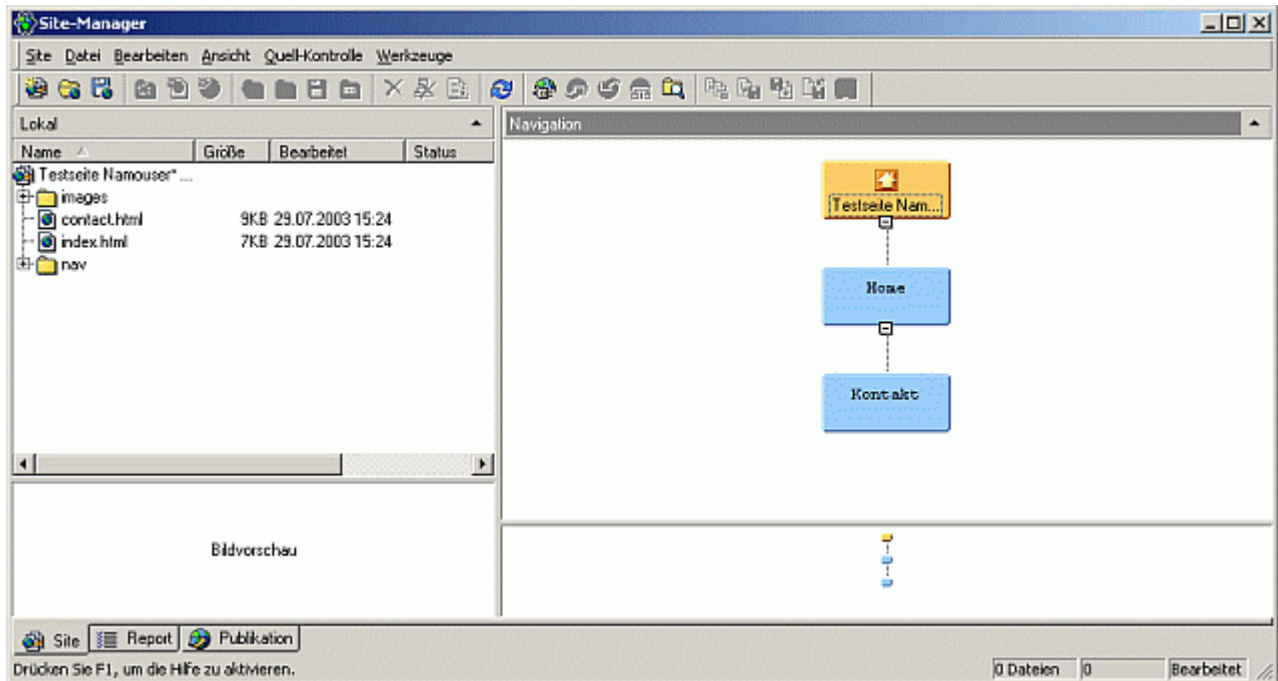 Site-Manager
Site Datei Bearbeiten Ansicht Quell-Kontrolle Werkzeuge
Lokal
Name Größe Bearbeitet Status
Testseite Namouser* ....
images
contact.html 9KB 29.07.2003 15:24
index.html 7KB 29.07.2003 15:24
nav
Bildvorschau
Navigation
Testseite Nam...
Home
Kontakt
Site Report Publikation
Drücken Sie F1, um die Hilfe zu aktivieren. 0 Dateien 0 Bearbeitet